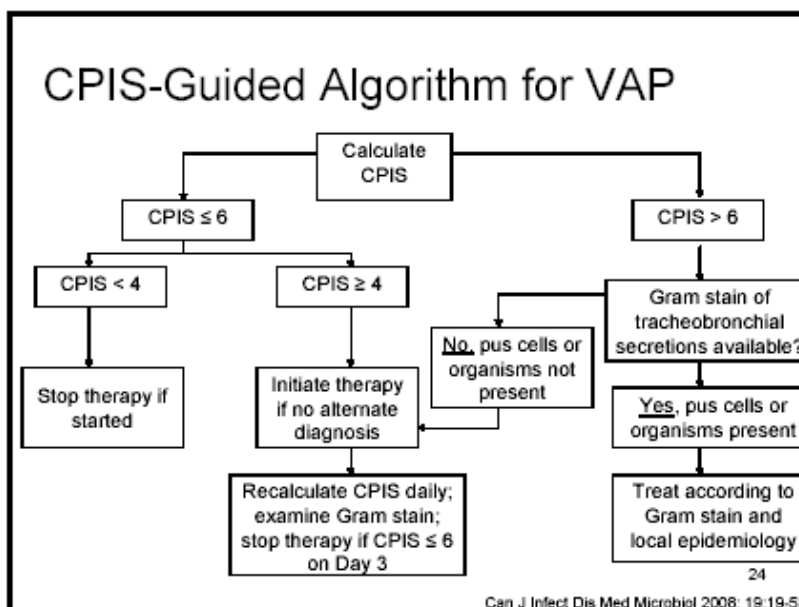 CPIS-Guided Algorithm for VAP
Calculate
CPIS
CPIS ≤ 6
CPIS > 6
CPIS < 4
CPIS ≥ 4
Gram stain of
tracheobronchial
secretions available?
No, pus cells or
organisms not
present
Stop therapy if
started
Initiate therapy
if no alternate
diagnosis
Yes, pus cells or
organisms present
Recalculate CPIS daily;
examine Gram stain;
stop therapy if CPIS ≤ 6
on Day 3
Treat according to
Gram stain and
local epidemiology
24
Can J Infect Dis Med Microbiol 2008; 19:19-5